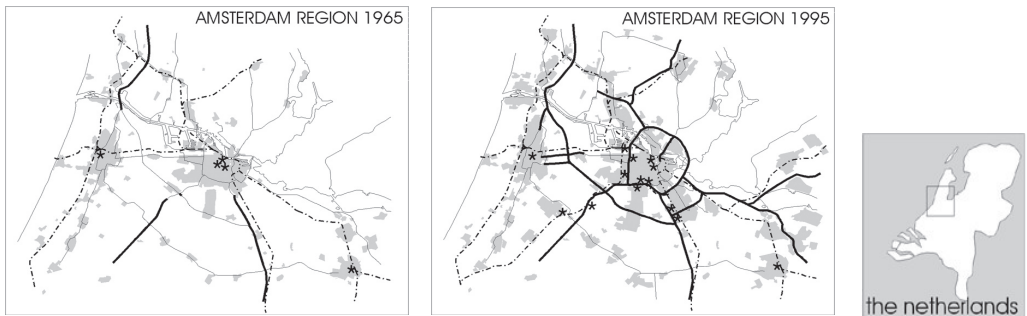 AMSTERDAM REGION 1965
AMSTERDAM REGION 1995
the netherlands